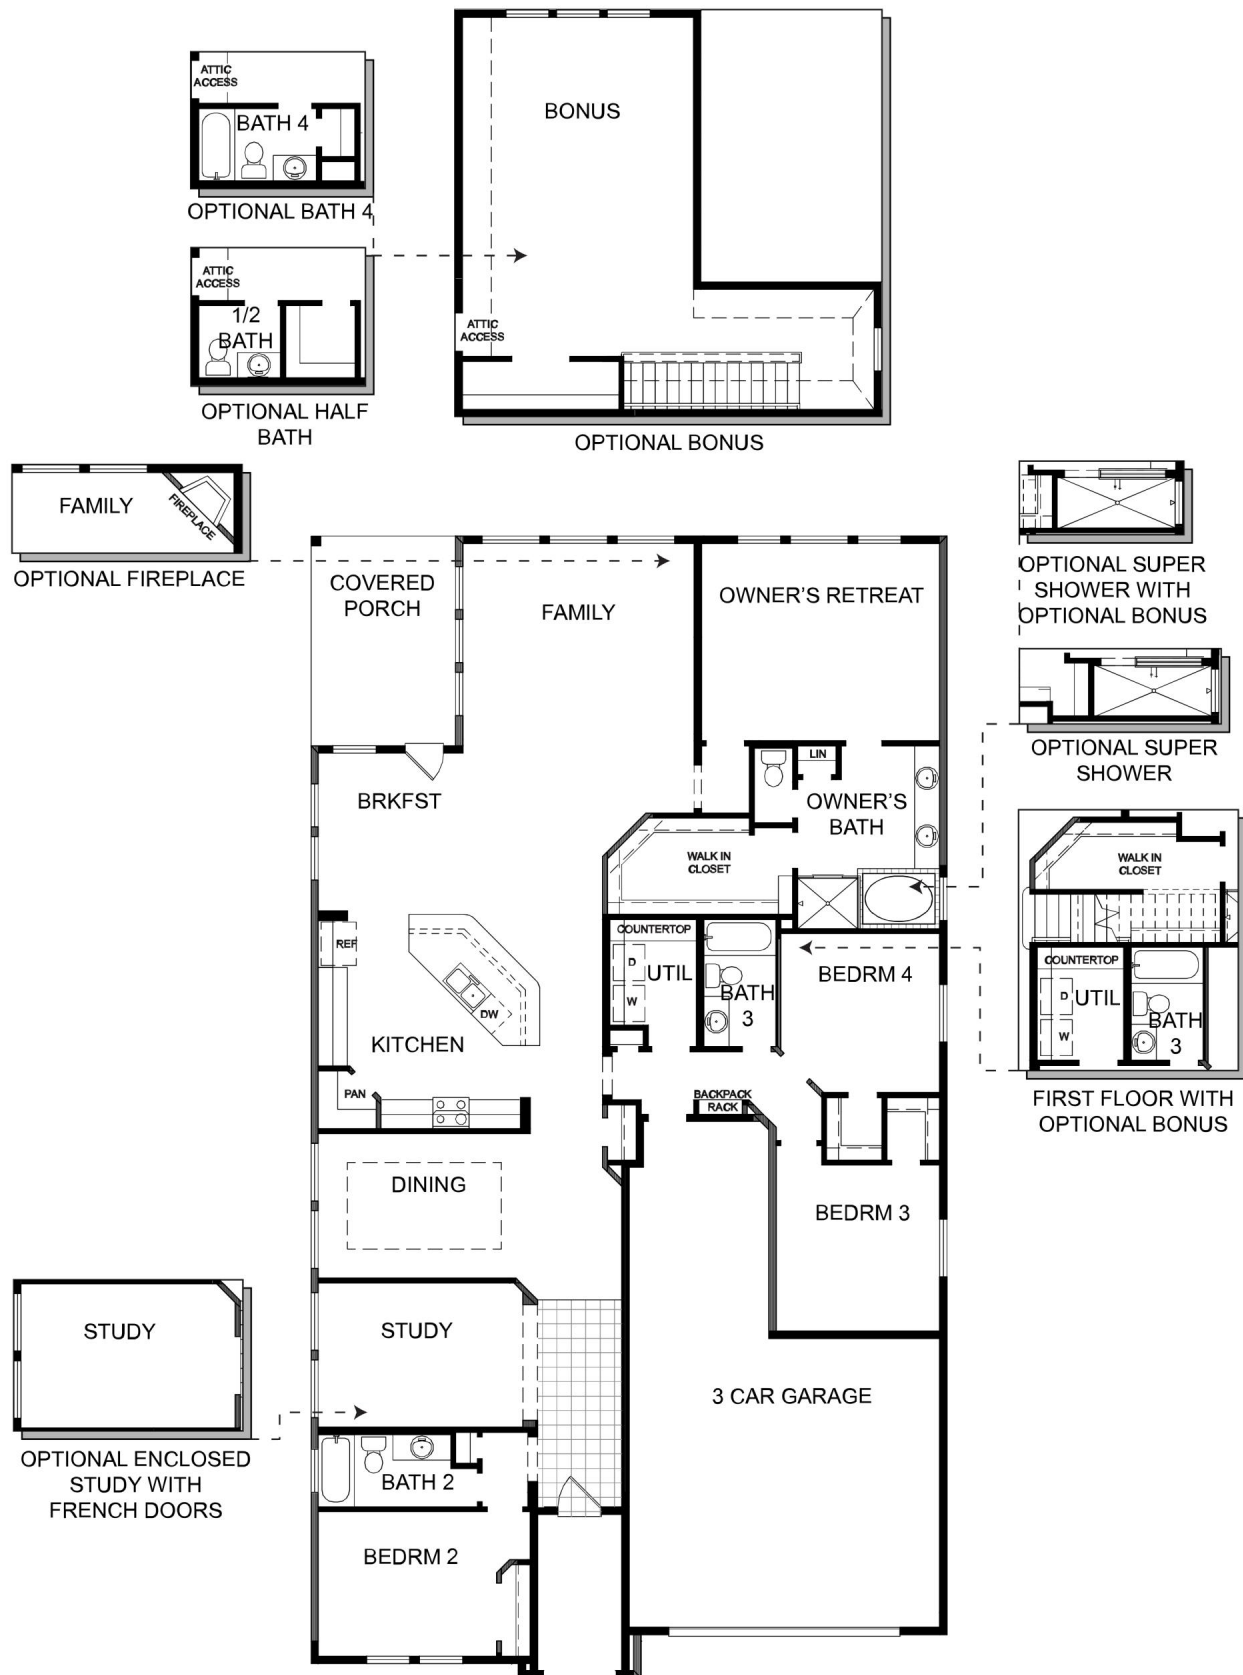 ATTIC
ACCESS
BATH 4
OPTIONAL BATH 4
ATTIC
ACCESS
1/2
BATH
OPTIONAL HALF
BATH
BONUS
ATTIC
ACCESS
OPTIONAL BONUS
FAMILY
FIREPLACE
OPTIONAL FIREPLACE
COVERED
PORCH
FAMILY
OWNER'S RETREAT
OPTIONAL SUPER
SHOWER WITH
OPTIONAL BONUS
OPTIONAL SUPER
SHOWER
BRKFST
LIN
OWNER'S
BATH
WALK IN
CLOSET
WALK IN
CLOSET
COUNTERTOP
D
UTIL
W
BATH
3
FIRST FLOOR WITH
OPTIONAL BONUS
REF
DW
KITCHEN
PAN
COUNTERTOP
D
UTIL
W
BATH
3
BEDRM 4
BACKPACK
RACK
DINING
BEDRM 3
STUDY
OPTIONAL ENCLOSED
STUDY WITH
FRENCH DOORS
STUDY
3 CAR GARAGE
BATH 2
BEDRM 2